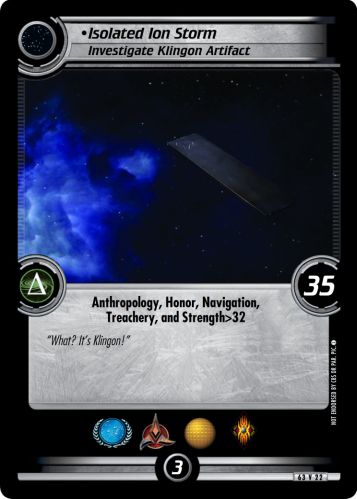 •Isolated Ion Storm
Investigate Klingon Artifact
Δ
35
Anthropology, Honor, Navigation,
Treachery, and Strength>32
"What? It's Klingon!"
NOT ENDORSED BY CBS OR PAR. PIC.
3
63 V 22